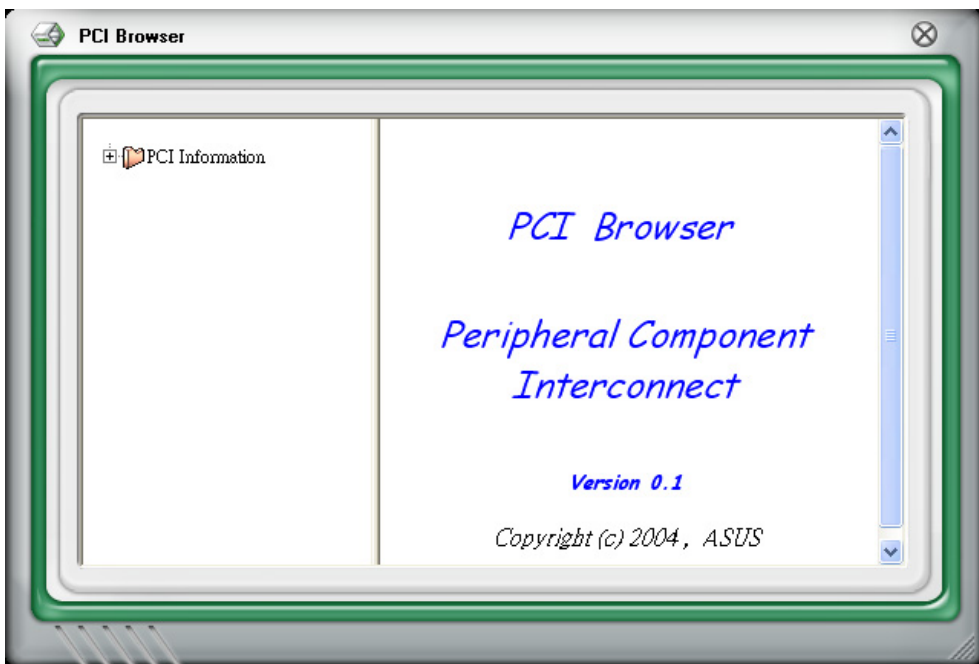 PCI Browser
PCI Information
PCI Browser
Peripheral Component
Interconnect
Version 0.1
Copyright (c) 2004, ASUS